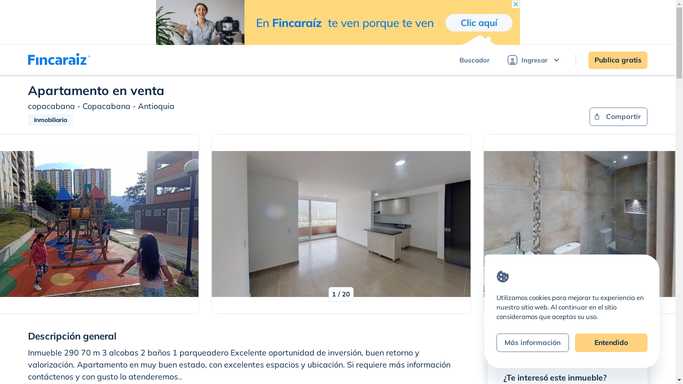 En Fincaraíz te ven porque te ven
Clic aquí
Fincaraíz
Buscador
Ingresar
Publica gratis
Apartamento en venta
copacabana - Copacabana - Antioquia
Inmobiliaria
Compartir
1 / 20
Utilizamos cookies para mejorar tu experiencia en
nuestro sitio web. Al continuar en el sitio
consideramos que aceptas su uso.
Más información
Entendido
Descripción general
Inmueble 290 70 m 3 alcobas 2 baños 1 parqueadero Excelente oportunidad de inversión, buen retorno y
valorización. Apartamento en muy buen estado, con excelentes espacios y ubicación. Si requiere más información
contáctenos y con gusto lo atenderemos...
¿Te interesó este inmueble?